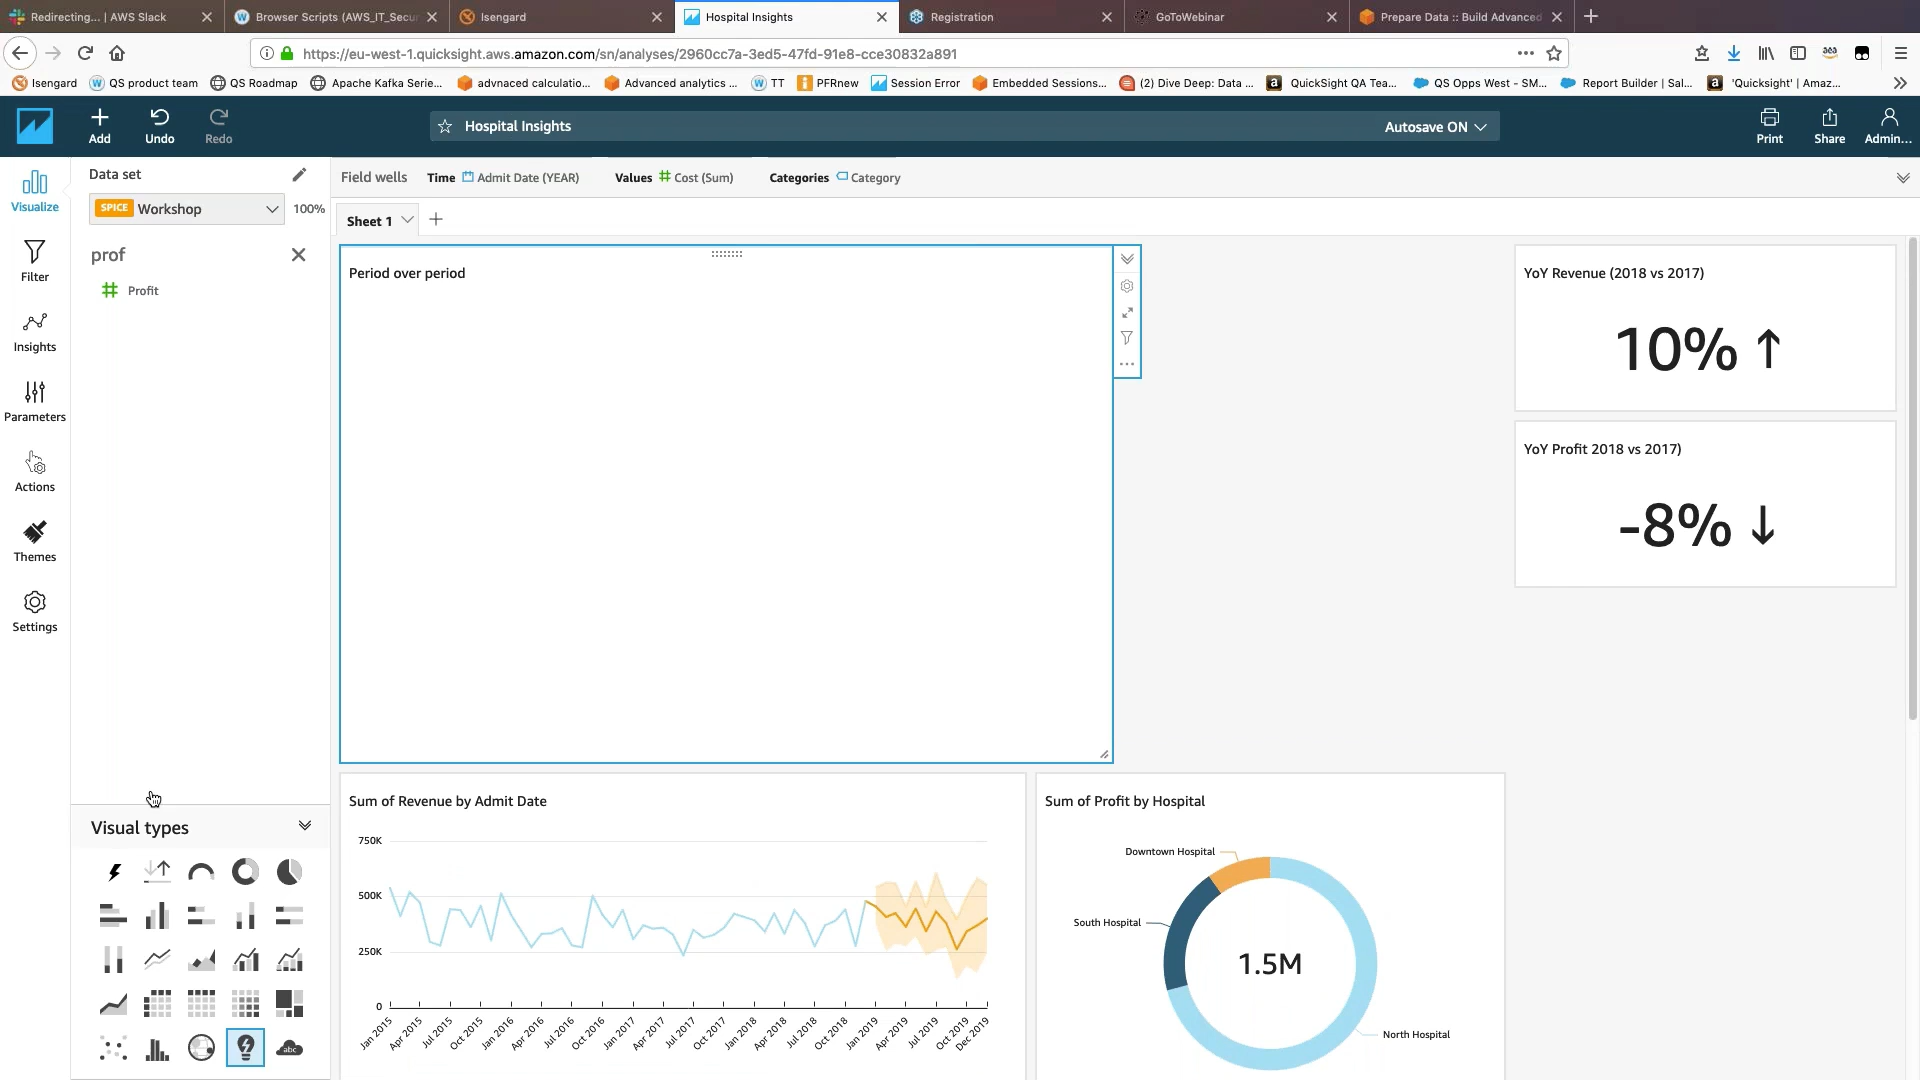 Redirecting... | AWS Slack
Browser Scripts (AWS_IT_Secur
Isengard
Hospital Insights
Registration
GoToWebinar
Prepare Data :: Build Advanced
https://eu-west-1.quicksight.aws.amazon.com/sn/analyses/2960cc7a-3ed5-47fd-91e8-cce30832a891
Isengard
QS product team
QS Roadmap
Apache Kafka Serie...
advnaced calculatio...
Advanced analytics ...
TT
PFRnew
Session Error
Embedded Sessions...
(2) Dive Deep: Data ...
QuickSight QA Tea...
QS Opps West - SM...
Report Builder | Sal...
'Quicksight' | Amaz...
Add
Undo
Redo
Hospital Insights
Autosave ON
Print
Share
Admin...
Visualize
Filter
Insights
Parameters
Actions
Themes
Settings
Data set
SPICE Workshop
100%
prof
Profit
Visual types
abc
Field wells
Time Admit Date (YEAR)
Values Cost (Sum)
Categories Category
Sheet 1
Period over period
YoY Revenue (2018 vs 2017)
10% ↑
YoY Profit 2018 vs 2017)
-8% ↓
Sum of Revenue by Admit Date
750K
500K
250K
0
Jan 2015
Apr 2015
Jul 2015
Oct 2015
Jan 2016
Apr 2016
Jul 2016
Oct 2016
Jan 2017
Apr 2017
Jul 2017
Oct 2017
Jan 2018
Apr 2018
Jul 2018
Oct 2018
Jan 2019
Apr 2019
Jul 2019
Oct 2019
Dec 2019
Sum of Profit by Hospital
Downtown Hospital
South Hospital
1.5M
North Hospital